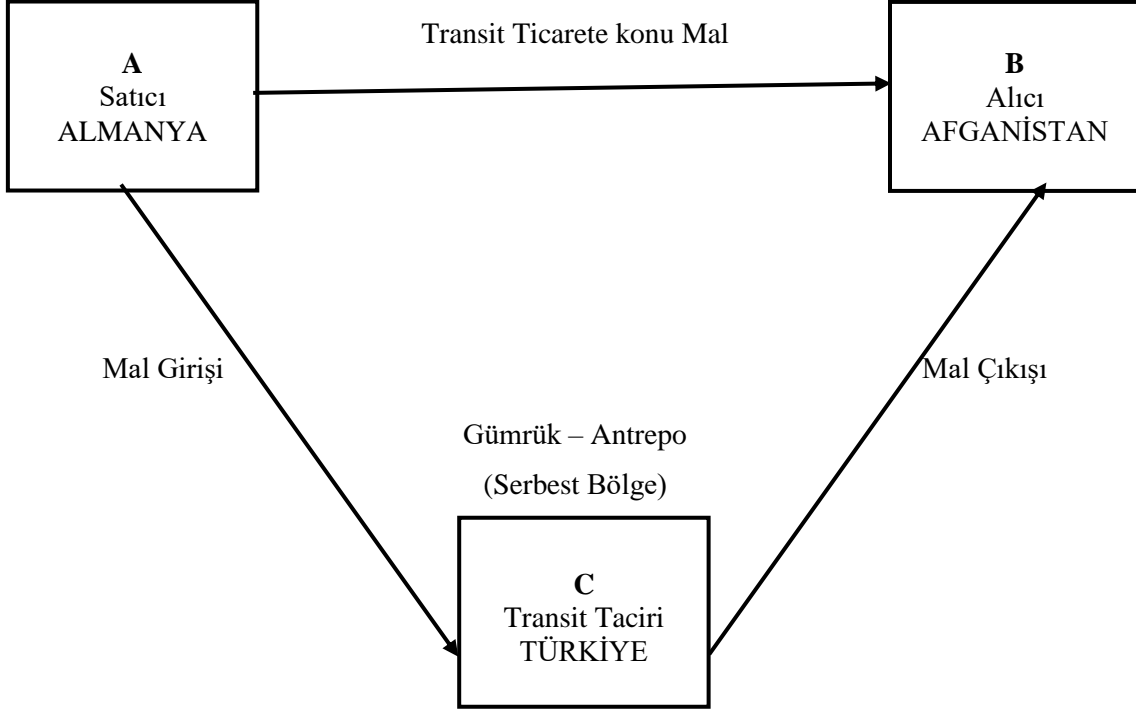 Transit Ticarete konu Mal
A
Satıcı
ALMANYA
B
Alıcı
AFGANİSTAN
Mal Girişi
Mal Çıkışı
Gümrük – Antrepo
(Serbest Bölge)
C
Transit Taciri
TÜRKİYE